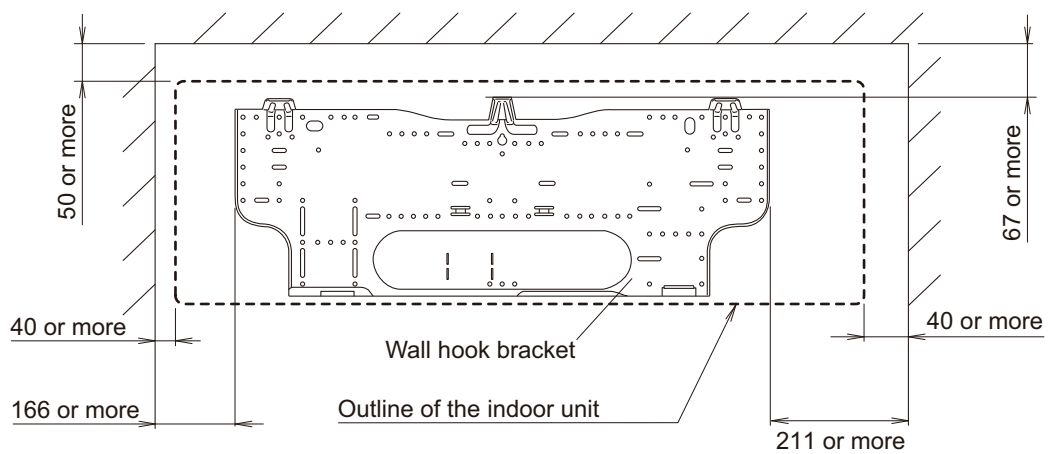 50 or more
67 or more
40 or more
40 or more
Wall hook bracket
166 or more
Outline of the indoor unit
211 or more